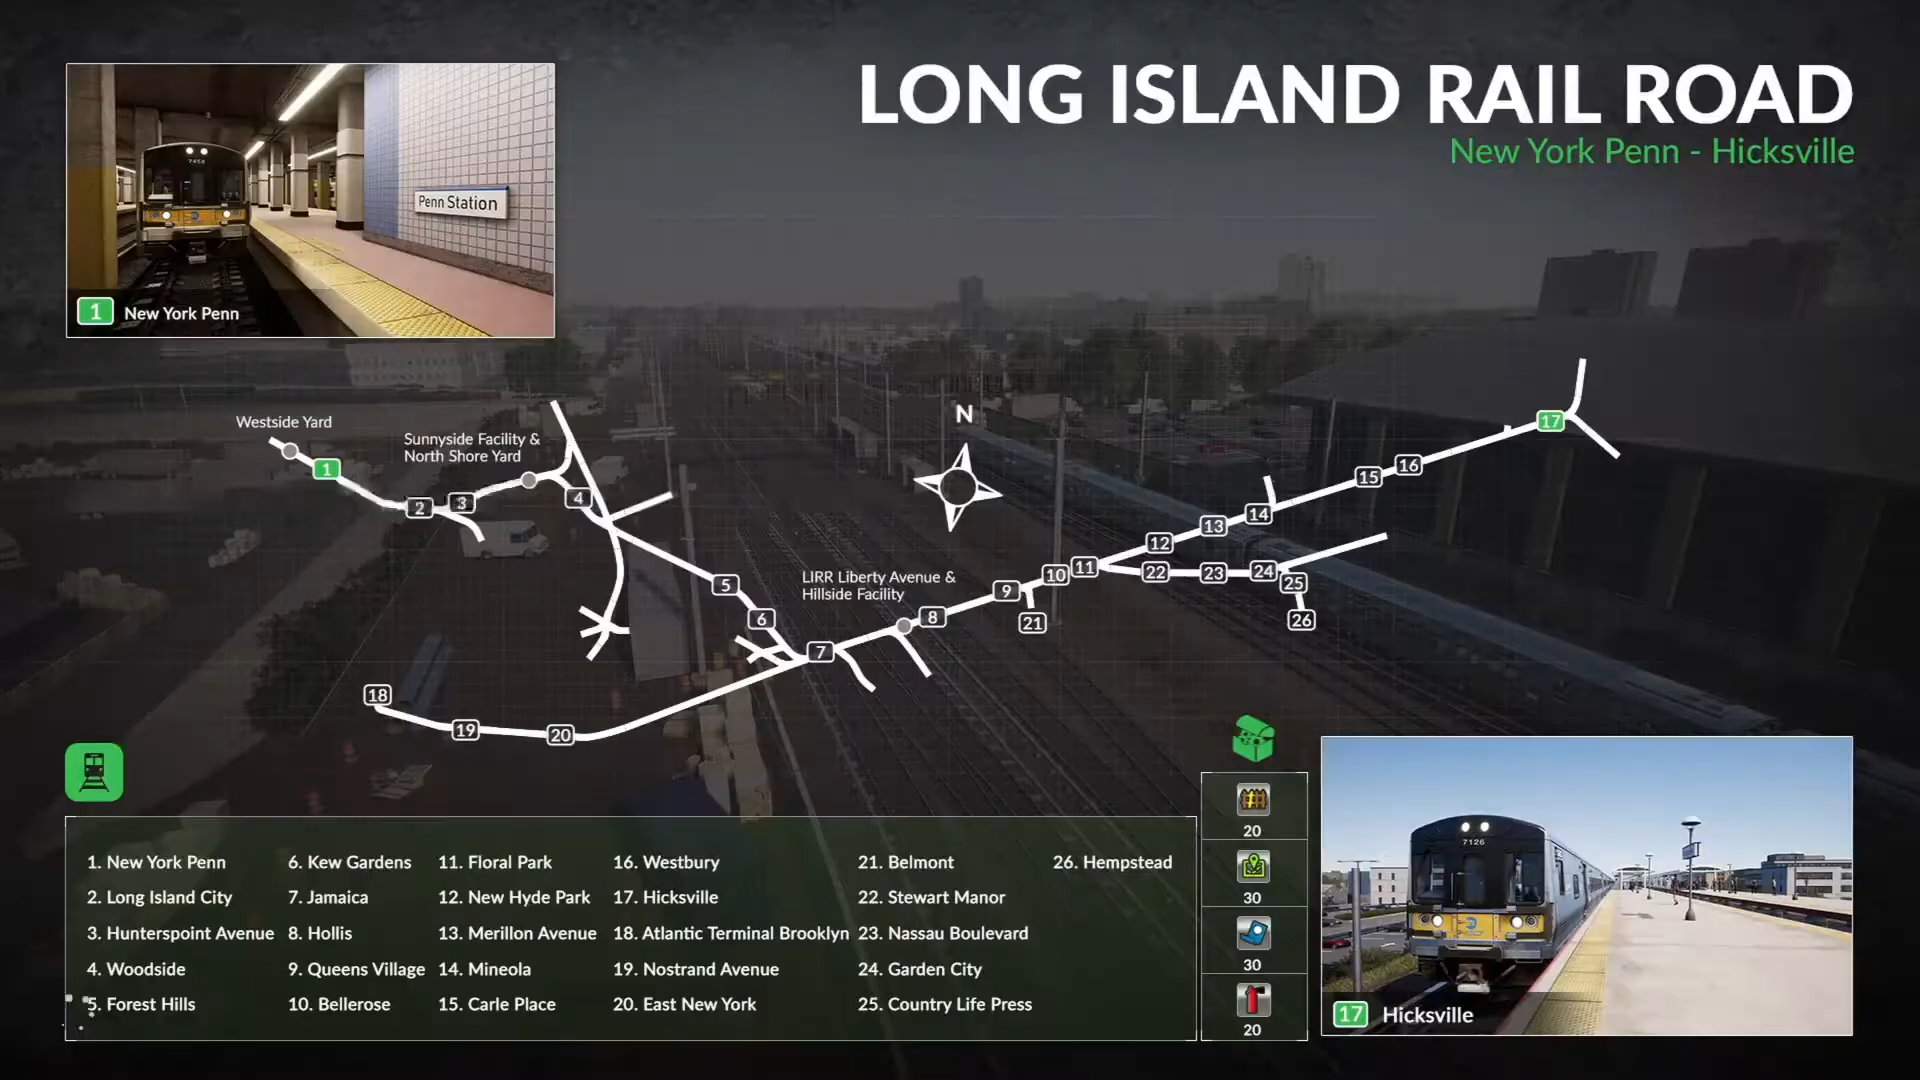 LONG ISLAND RAIL ROAD
New York Penn - Hicksville
7458
Penn Station
1 New York Penn
Westside Yard
1
Sunnyside Facility &
North Shore Yard
2
3
4
N
17
16
15
14
13
12
11
10
9
22
23
24
25
26
21
LIRR Liberty Avenue &
Hillside Facility
8
5
6
7
18
19
20
1. New York Penn
2. Long Island City
3. Hunterspoint Avenue
4. Woodside
5. Forest Hills
6. Kew Gardens
7. Jamaica
8. Hollis
9. Queens Village
10. Bellerose
11. Floral Park
12. New Hyde Park
13. Merillon Avenue
14. Mineola
15. Carle Place
16. Westbury
17. Hicksville
18. Atlantic Terminal Brooklyn
19. Nostrand Avenue
20. East New York
21. Belmont
22. Stewart Manor
23. Nassau Boulevard
24. Garden City
25. Country Life Press
26. Hempstead
20
30
30
20
7126
17 Hicksville